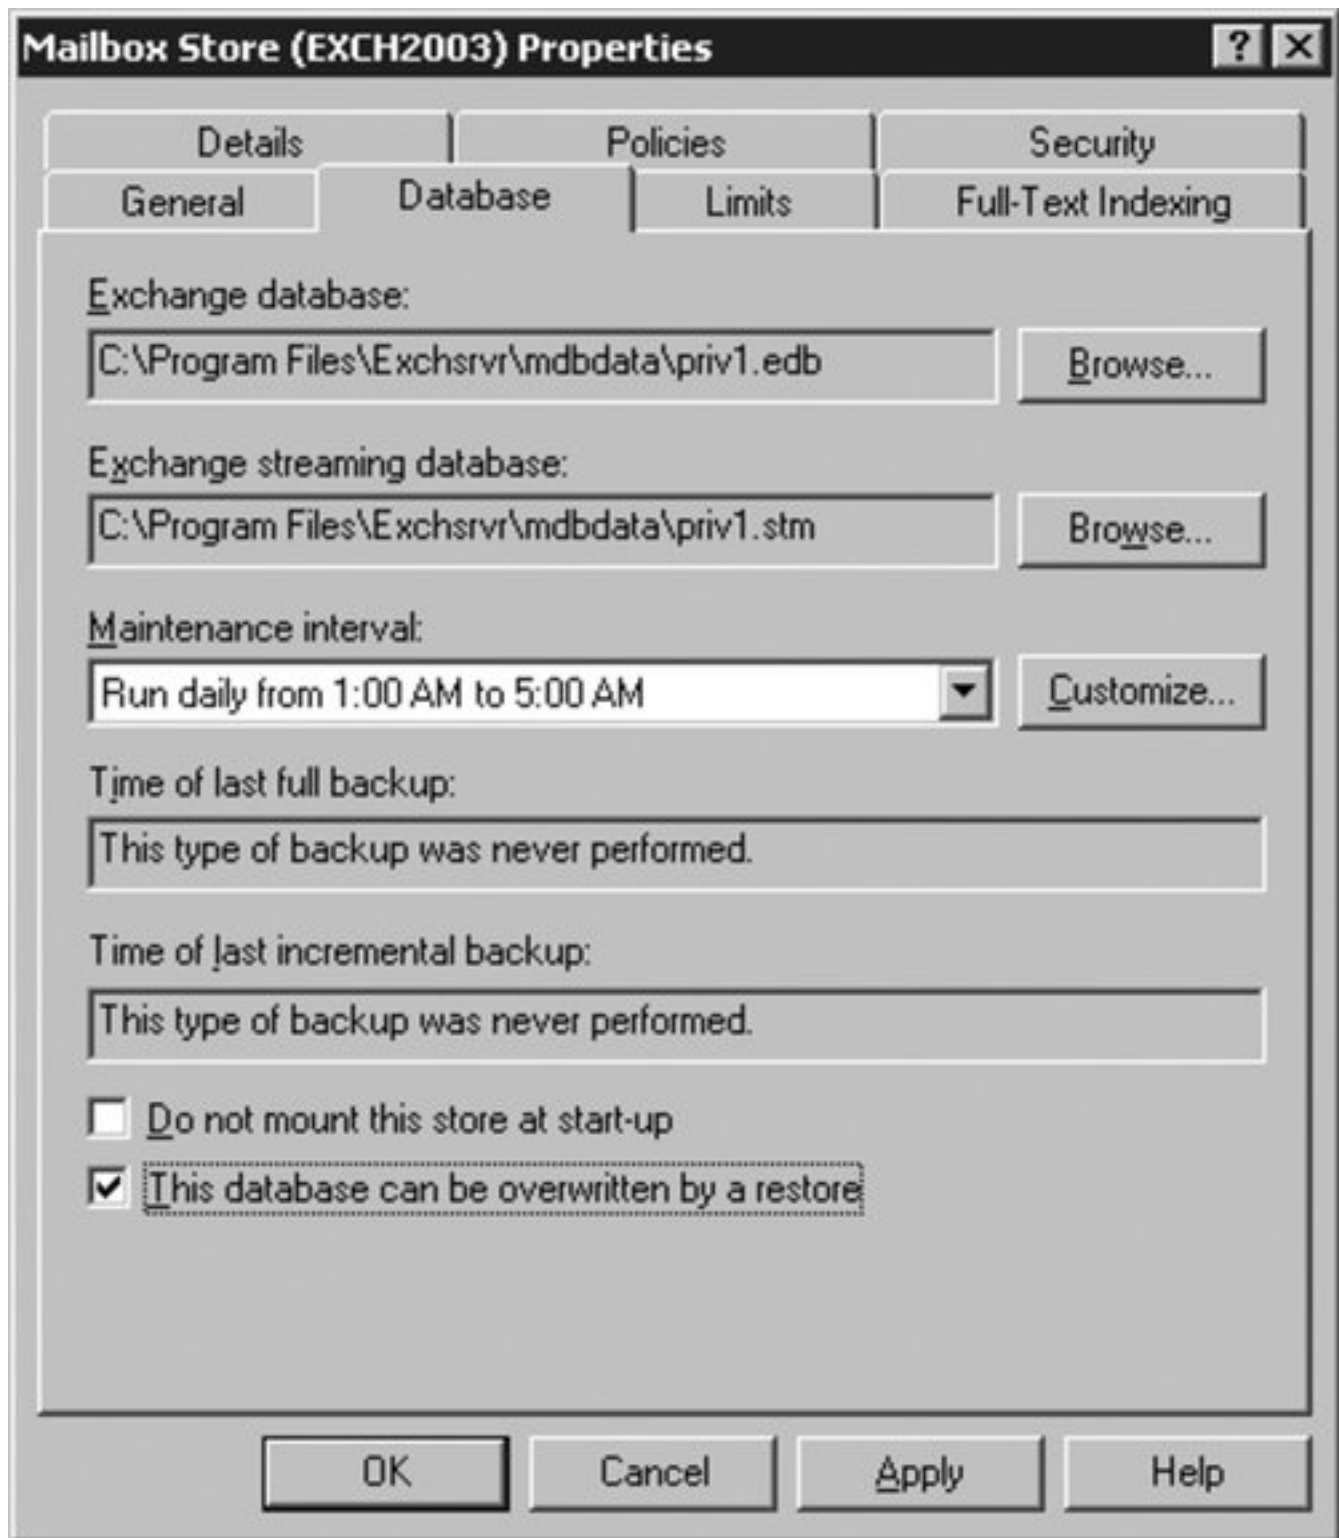 Mailbox Store (EXCH2003) Properties ? X
Details Policies Security
General Database Limits Full-Text Indexing
Exchange database:
C:\Program Files\Exchsrvr\mdbdata\priv1.edb Browse...
Exchange streaming database:
C:\Program Files\Exchsrvr\mdbdata\priv1.stm Browse...
Maintenance interval:
Run daily from 1:00 AM to 5:00 AM Customize...
Time of last full backup:
This type of backup was never performed.
Time of last incremental backup:
This type of backup was never performed.
Do not mount this store at start-up
This database can be overwritten by a restore
OK Cancel Apply Help